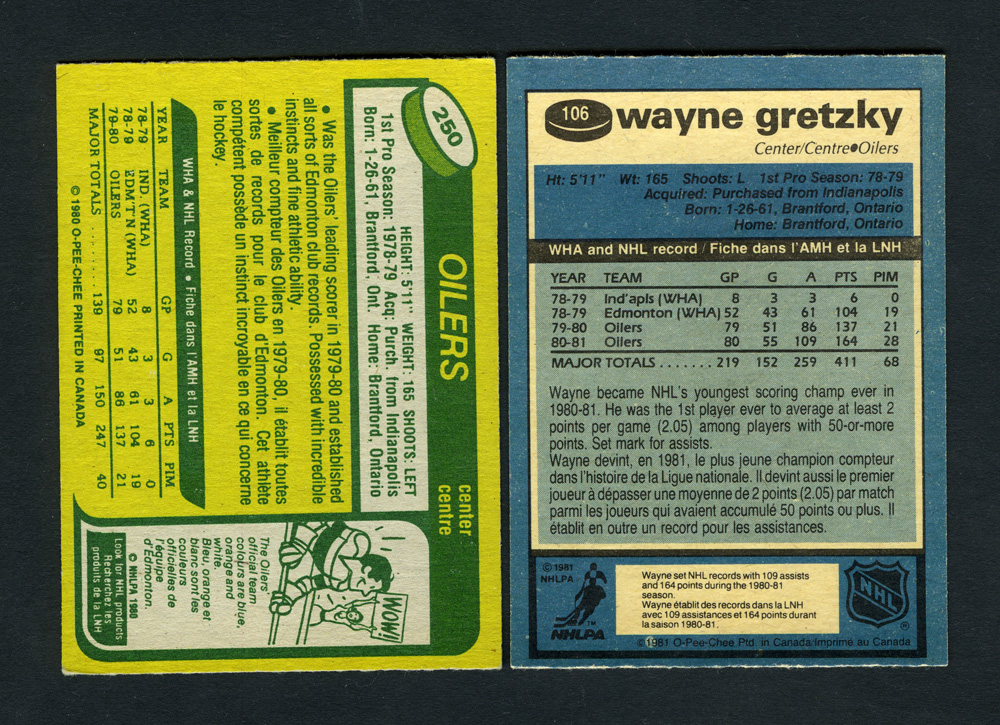 250
OILERS
center
centre
HEIGHT: 5'11" WEIGHT: 165 SHOOTS: LEFT
1st Pro Season: 1978-79 Acq: Purch. from Indianapolis
Born: 1-26-61, Brantford, Ont. Home: Brantford, Ontario
• Was the Oilers' leading scorrer in 1979-80 and established
all sorts of Edmonton club records. Possessed with incredible
instincts and fine athletic ability.
• Meilleur compteur des Oilers en 1979-80, il établit toutes
sortes de records pour le club d'Edmonton. Cet athlète
compétent possède un instinct incroyable en ce qui concerne
le hockey.
WHA & NHL Record • Fiche dans l'AMH et la LNH
YEAR TEAM GP G A PTS PIM
78-79 IND. (WHA) 8 3 3 6 0
78-79 EDMT'N (WHA) 52 43 61 104 19
79-80 OILERS 79 51 86 137 21
MAJOR TOTALS ...... 139 97 150 247 40
© 1980 O-PEE-CHEE PRINTED IN CANADA
WOW!
The Oilers'
official team
colours are blue,
orange and
white.
Bleu, orange et
blanc sont les
couleurs
officielles de
l'équipe
d'Edmonton.
© NHLPA 1980
Look for NHL products
Recherchez les
produits de la LNH
106
wayne gretzky
Center/Centre•Oilers
Ht: 5'11" Wt: 165 Shoots: L 1st Pro Season: 78-79
Acquired: Purchased from Indianapolis
Born: 1-26-61, Brantford, Ontario
Home: Brantford, Ontario
WHA and NHL record / Fiche dans l'AMH et la LNH
YEAR TEAM GP G A PTS PIM
78-79 Ind'apls (WHA) 8 3 3 6 0
78-79 Edmonton (WHA) 52 43 61 104 19
79-80 Oilers 79 51 86 137 21
80-81 Oilers 80 55 109 164 28
MAJOR TOTALS ....... 219 152 259 411 68
Wayne became NHL's youngest scoring champ ever in
1980-81. He was the 1st player ever to average at least 2
points per game (2.05) among players with 50-or-more
points. Set mark for assists.
Wayne devint, en 1981, le plus jeune champion compteur
dans l'histoire de la Ligue nationale. Il devint aussi le premier
joueur à dépasser une moyenne de 2 points (2.05) par match
parmi les joueurs qui avaient accumulé 50 points ou plus. Il
établit en outre un record pour les assistances.
© 1981
NHLPA
NHLPA
Wayne set NHL records with 109 assists
and 164 points during the 1980-81
season.
Wayne établit des records dans la LNH
avec 109 assistances et 164 points durant
la saison 1980-81.
NHL
®
©1981 O-Pee-Chee Ptd. in Canada/Imprimé au Canada